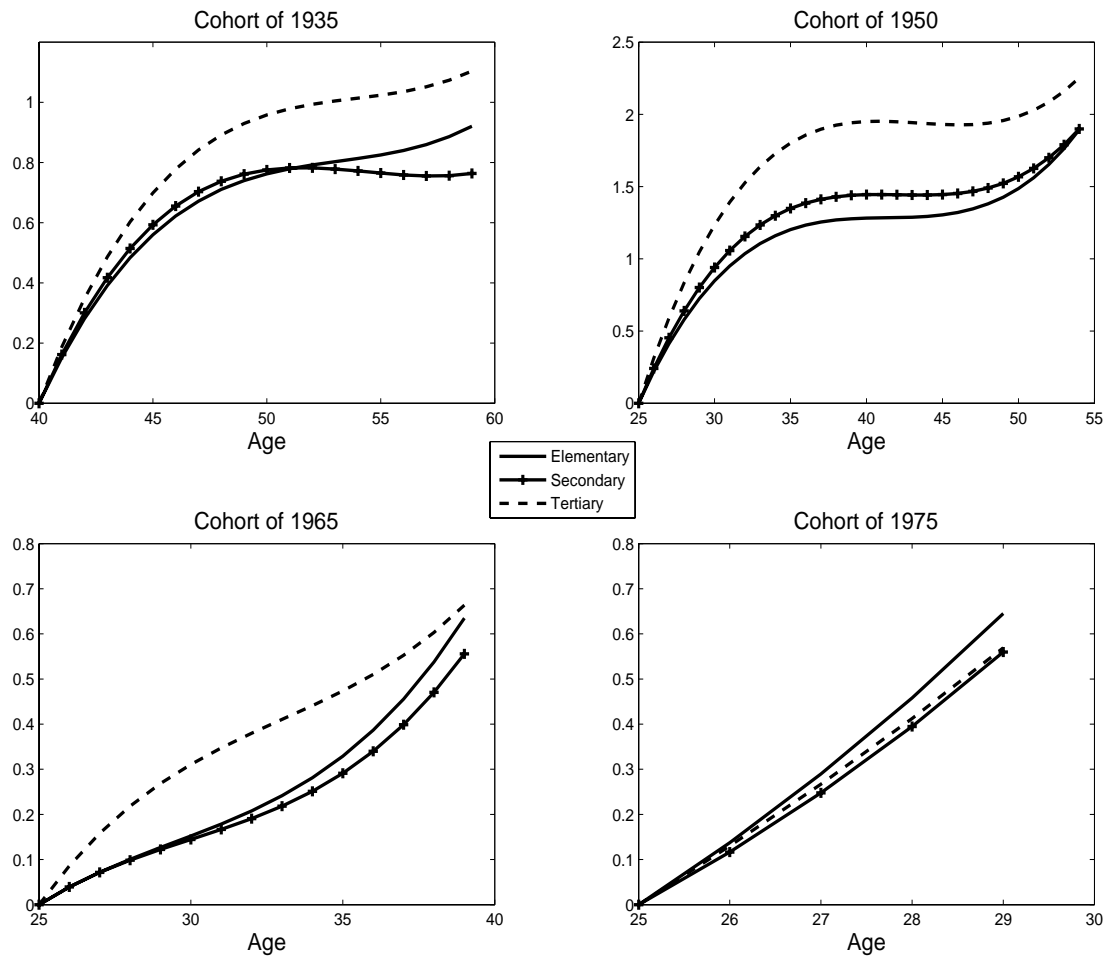 Cohort of 1935
1
0.8
0.6
0.4
0.2
0
40 45 50 55 60
Age
Cohort of 1950
2.5
2
1.5
1
0.5
0
25 30 35 40 45 50 55
Age
Elementary
Secondary
Tertiary
Cohort of 1965
0.8
0.7
0.6
0.5
0.4
0.3
0.2
0.1
0
25 30 35 40
Age
Cohort of 1975
0.8
0.7
0.6
0.5
0.4
0.3
0.2
0.1
0
25 26 27 28 29 30
Age